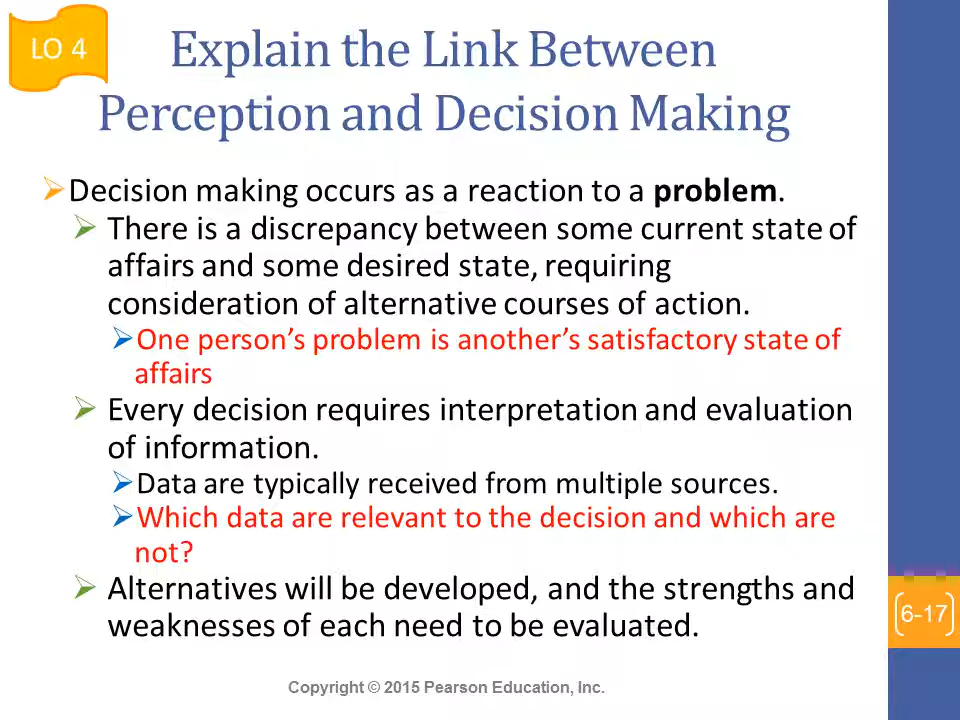 LO 4
Explain the Link Between
Perception and Decision Making
Decision making occurs as a reaction to a problem.
There is a discrepancy between some current state of
affairs and some desired state, requiring
consideration of alternative courses of action.
One person’s problem is another’s satisfactory state of
affairs
Every decision requires interpretation and evaluation
of information.
Data are typically received from multiple sources.
Which data are relevant to the decision and which are
not?
Alternatives will be developed, and the strengths and
weaknesses of each need to be evaluated.
6-17
Copyright © 2015 Pearson Education, Inc.